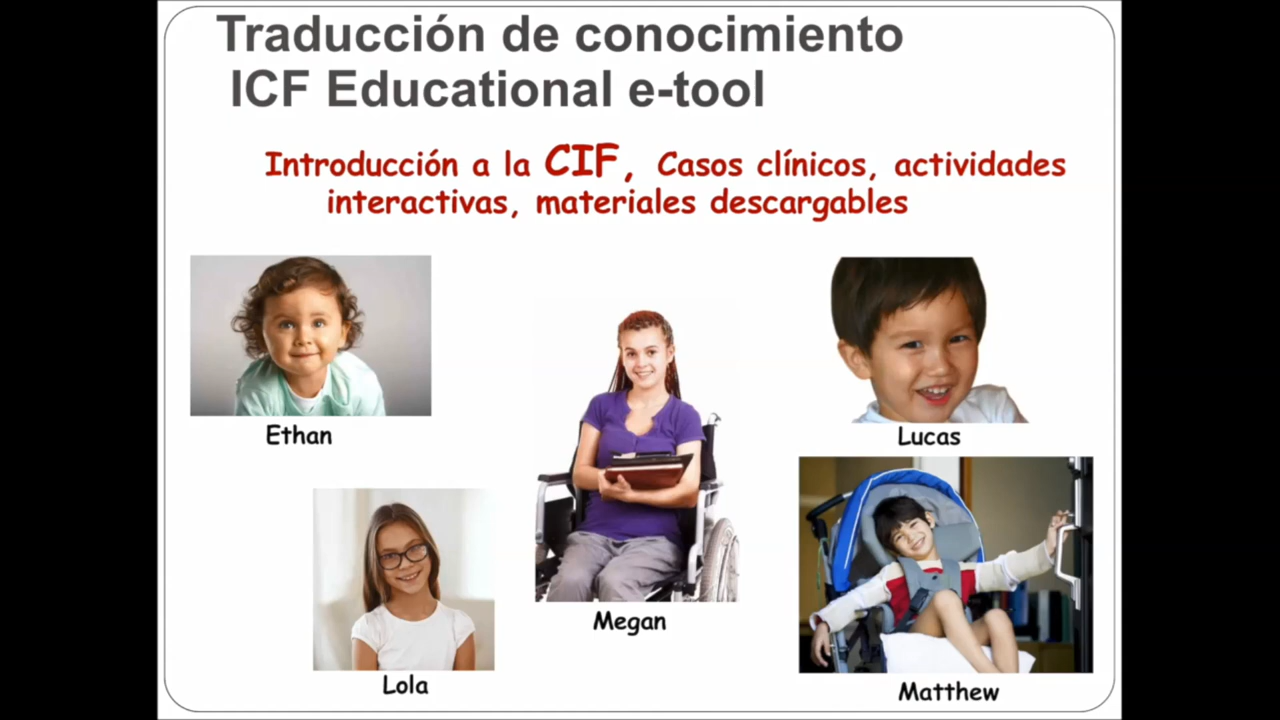 Traducción de conocimiento
ICF Educational e-tool
Introducción a la CIF, Casos clínicos, actividades
interactivas, materiales descargables
Ethan
Lucas
Megan
Lola
Matthew